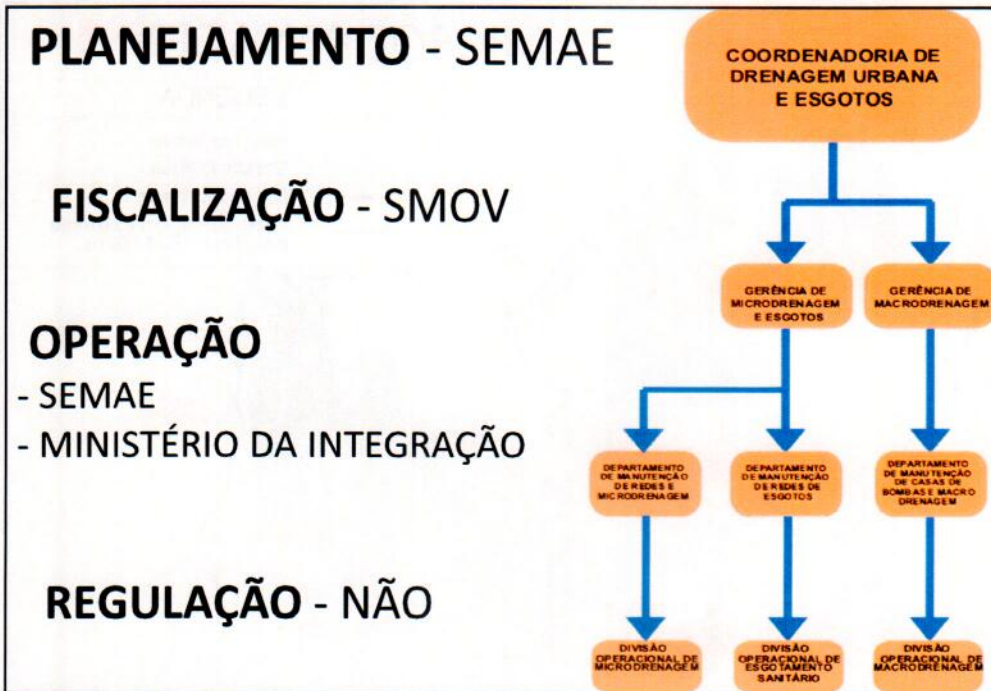 PLANEJAMENTO - SEMAE
FISCALIZAÇÃO - SMOV
OPERAÇÃO
- SEMAE
- MINISTÉRIO DA INTEGRAÇÃO
REGULAÇÃO - NÃO
COORDENADORIA DE
DRENAGEM URBANA
E ESGOTOS
GERÊNCIA DE
MICRODRENAGEM
E ESGOTOS
GERÊNCIA DE
MACRODRENAGEM
DEPARTAMENTO
DE MANUTENÇÃO
DE REDES E
MICRODRENAGEM
DEPARTAMENTO
DE MANUTENÇÃO
DE REDES DE
ESGOTOS
DEPARTAMENTO
DE MANUTENÇÃO
DE CASAS DE
BOMBAS E MACRO
DRENAGEM
DIVISÃO
OPERACIONAL DE
MICRODRENAGEM
DIVISÃO
OPERACIONAL DE
ESGOTAMENTO
SANITÁRIO
DIVISÃO
OPERACIONAL DE
MACRODRENAGEM